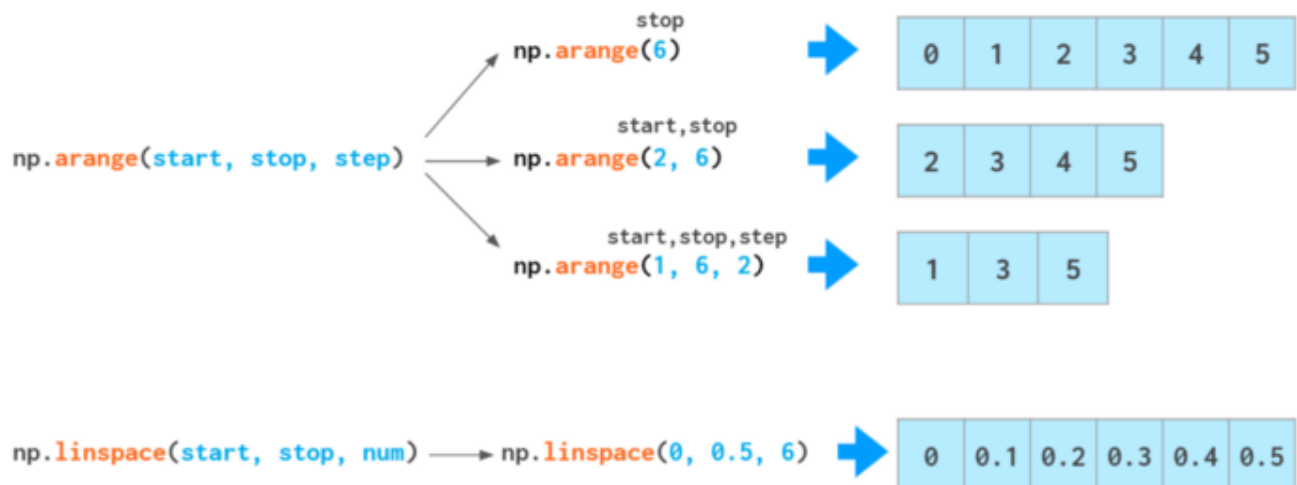 stop
np.arange(6)
0 1 2 3 4 5
start,stop
np.arange(start, stop, step)
np.arange(2, 6)
2 3 4 5
start,stop,step
np.arange(1, 6, 2)
1 3 5
np.linspace(start, stop, num)
np.linspace(0, 0.5, 6)
0 0.1 0.2 0.3 0.4 0.5